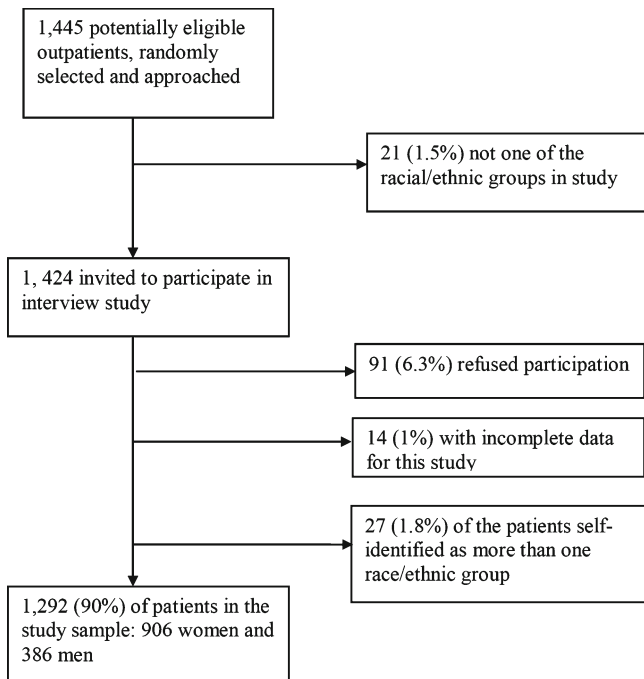 1,445 potentially eligible
outpatients, randomly
selected and approached
21 (1.5%) not one of the
racial/ethnic groups in study
1, 424 invited to participate in
interview study
91 (6.3%) refused participation
14 (1%) with incomplete data
for this study
27 (1.8%) of the patients self-
identified as more than one
race/ethnic group
1,292 (90%) of patients in the
study sample: 906 women and
386 men